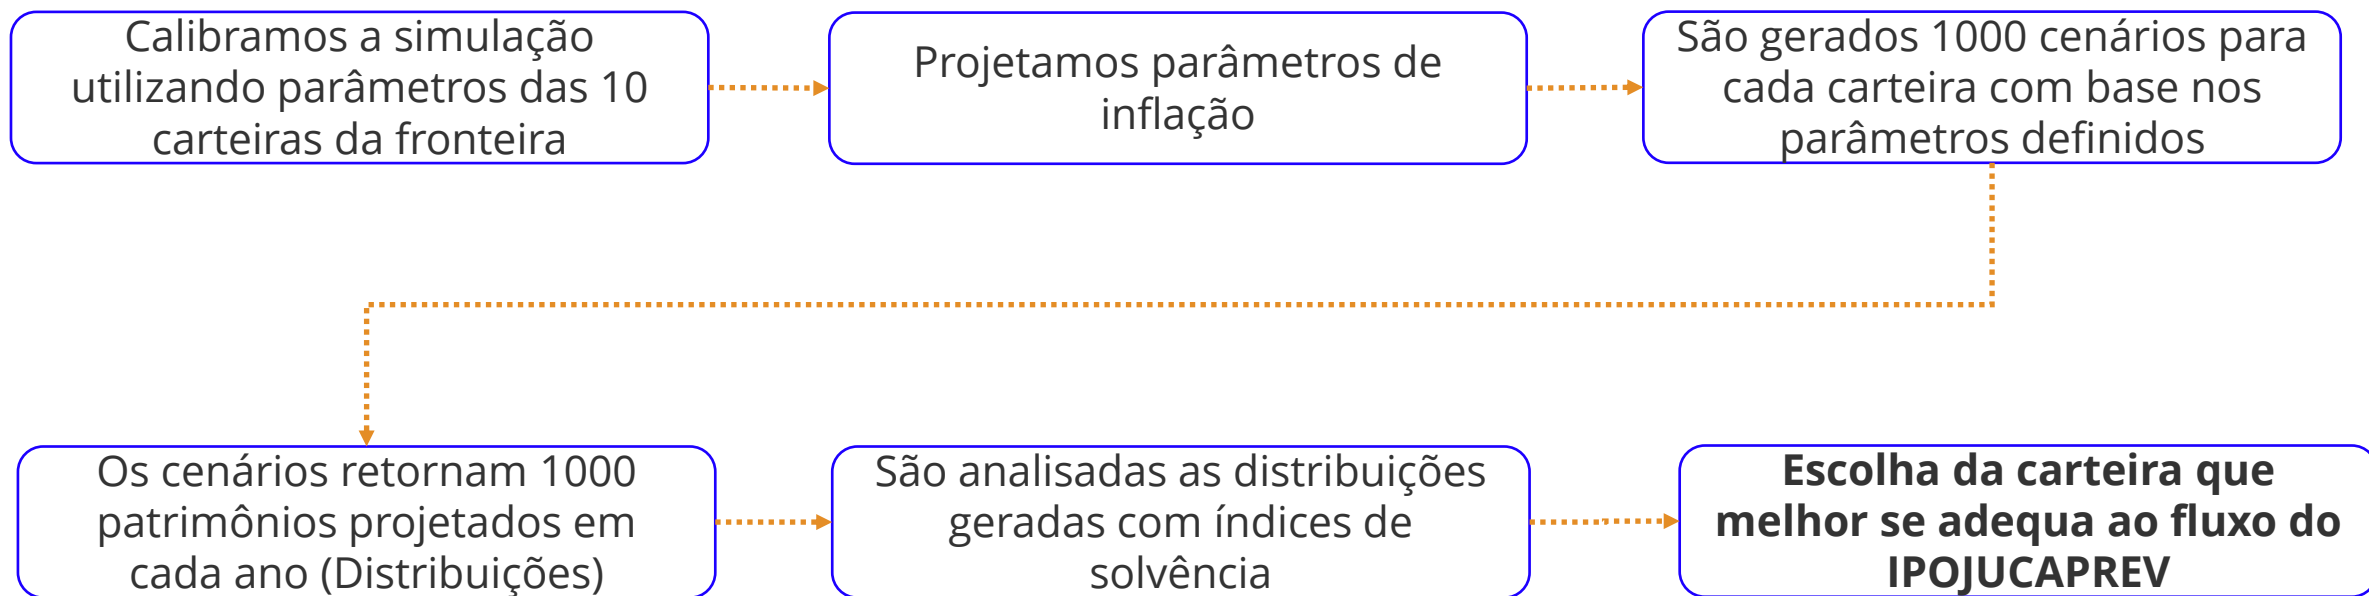 Calibramos a simulação
utilizando parâmetros das 10
carteiras da fronteira
Projetamos parâmetros de
inflação
São gerados 1000 cenários para
cada carteira com base nos
parâmetros definidos
Os cenários retornam 1000
patrimônios projetados em
cada ano (Distribuições)
São analisadas as distribuições
geradas com índices de
solvência
Escolha da carteira que
melhor se adequa ao fluxo do
IPOJUCAPREV